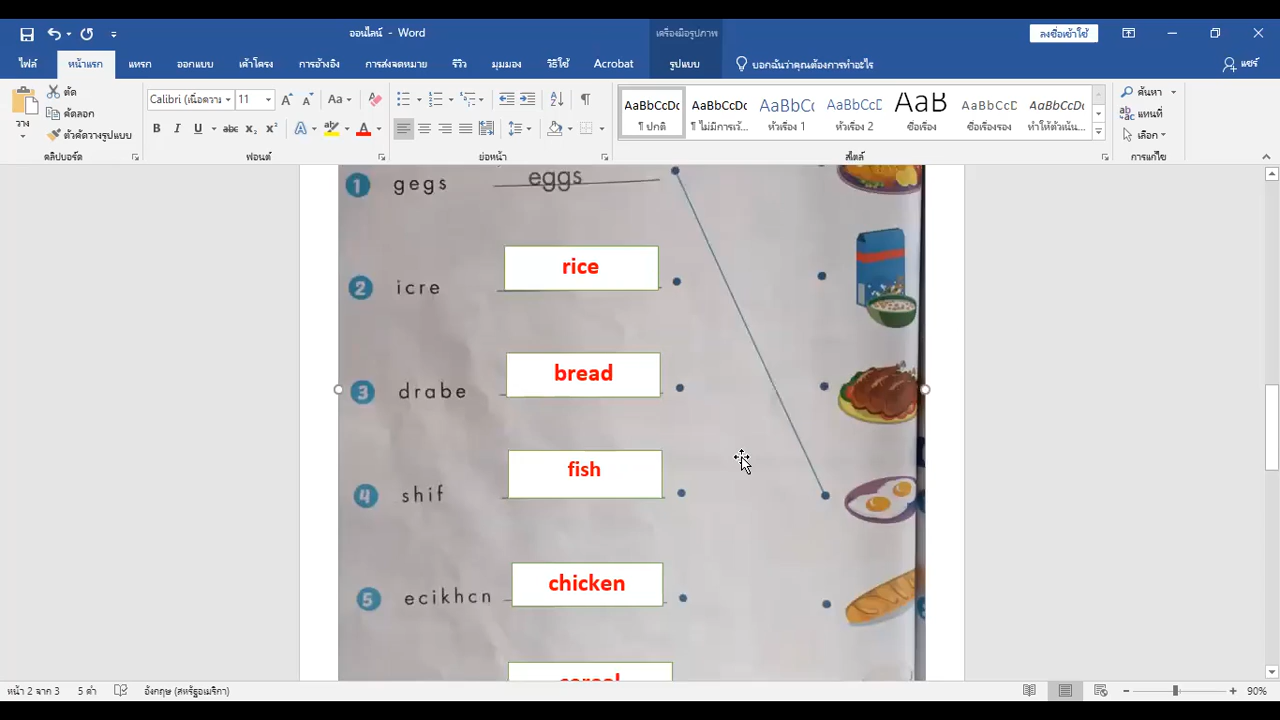 ออนไลน์ - Word
เครื่องมือรูปภาพ
ลงชื่อเข้าใช้
ไฟล์ หน้าแรก แทรก ออกแบบ เค้าโครง การอ้างอิง การส่งจดหมาย รีวิว มุมมอง วิธีใช้ Acrobat รูปแบบ บอกฉันว่าคุณต้องการทำอะไร แชร์
วาง
ตัด
คัดลอก
ตัวคัดวางรูปแบบ
คลิปบอร์ด
Calibri (เนื้อความ 11
ฟอนต์
ย่อหน้า
AaBbCcDc AaBbCcDc AaBbC AaBbCcD AaB AaBbCcD AaBbCcDc
¶ ปกติ ¶ ไม่มีการเว้... หัวเรื่อง 1 หัวเรื่อง 2 ชื่อเรื่อง ชื่อเรื่องรอง ทำให้ตัวเน้น...
สไตล์
ค้นหา
แทนที่
เลือก
การแก้ไข
1 gegs eggs
2 icre rice
3 drabe bread
4 shif fish
5 ecikhcn chicken
cereal
หน้า 2 จาก 3 5 คำ อังกฤษ (สหรัฐอเมริกา) 90%